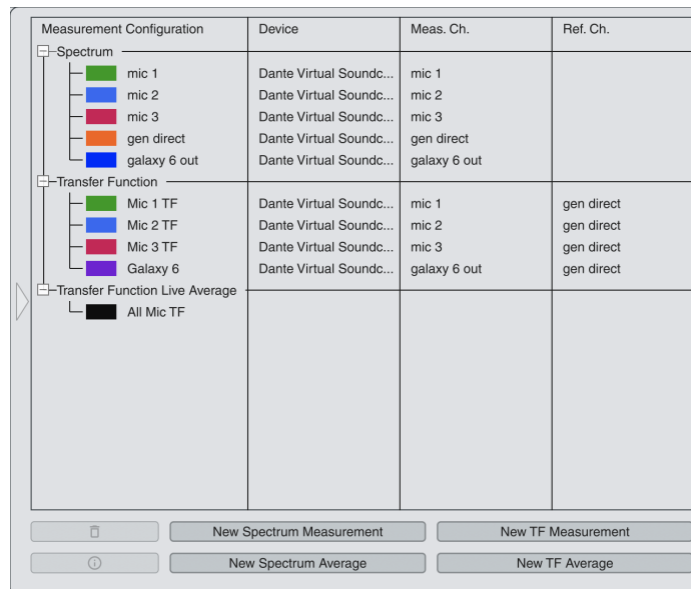 Measurement Configuration Device Meas. Ch. Ref. Ch.
Spectrum
mic 1 Dante Virtual Soundc... mic 1
mic 2 Dante Virtual Soundc... mic 2
mic 3 Dante Virtual Soundc... mic 3
gen direct Dante Virtual Soundc... gen direct
galaxy 6 out Dante Virtual Soundc... galaxy 6 out
Transfer Function
Mic 1 TF Dante Virtual Soundc... mic 1 gen direct
Mic 2 TF Dante Virtual Soundc... mic 2 gen direct
Mic 3 TF Dante Virtual Soundc... mic 3 gen direct
Galaxy 6 Dante Virtual Soundc... galaxy 6 out gen direct
Transfer Function Live Average
All Mic TF
New Spectrum Measurement New TF Measurement
New Spectrum Average New TF Average